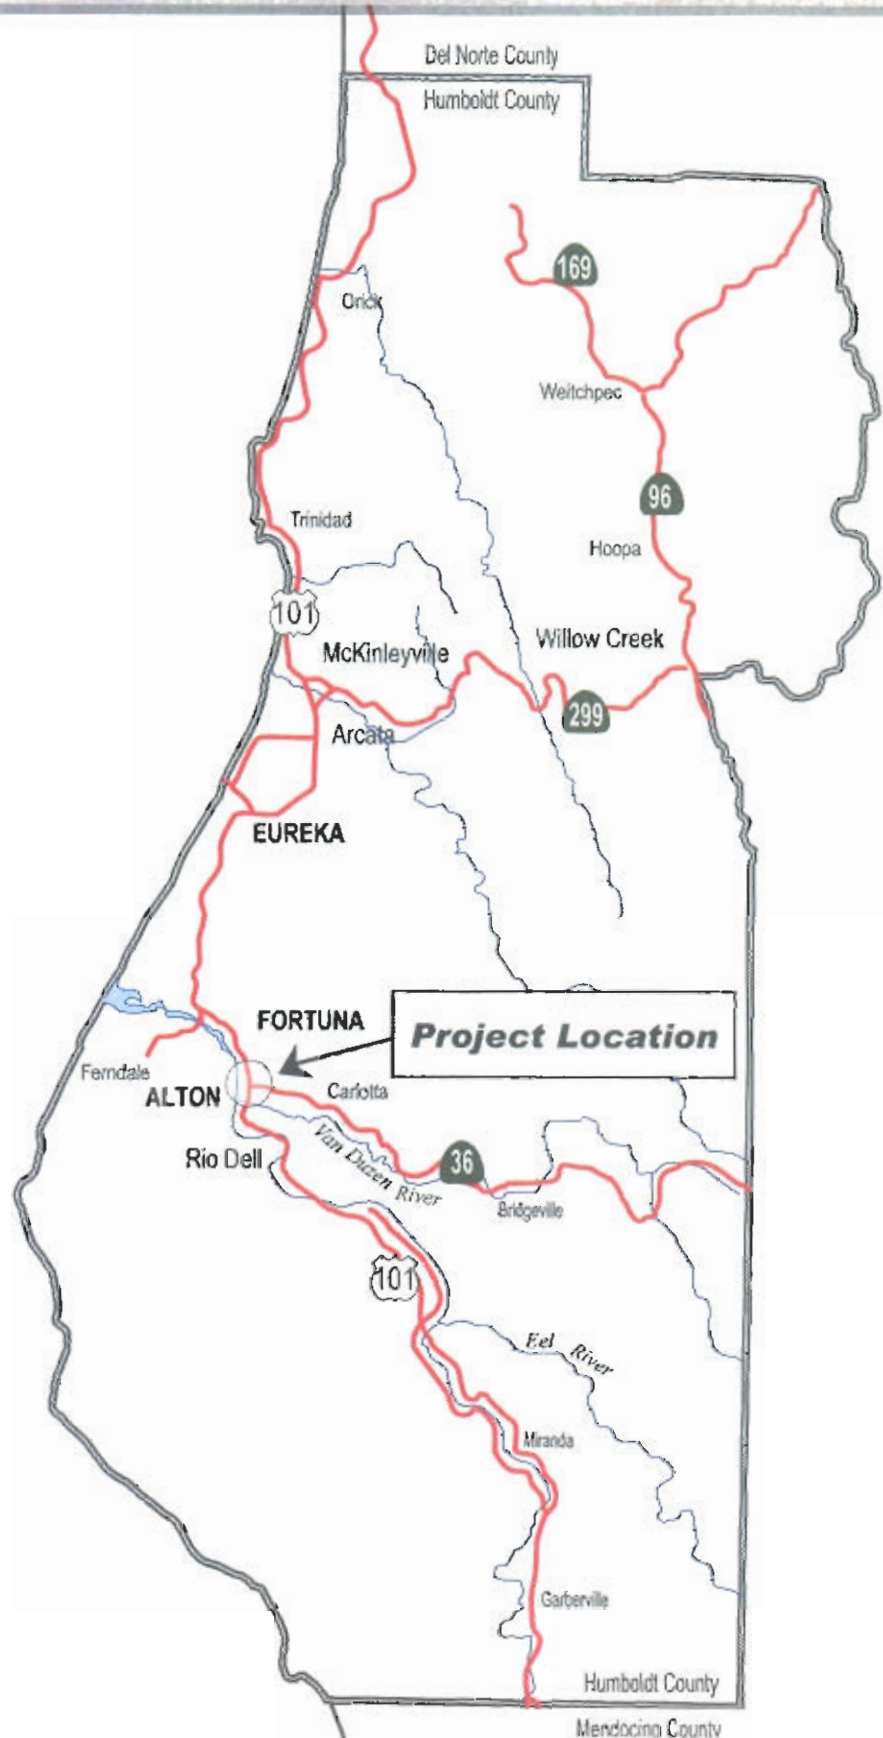 Del Norte County
Humboldt County
169
Orick
Weitchpec
96
Trinidad
Hoopa
101
McKinleyville
Willow Creek
299
Arcata
EUREKA
FORTUNA
Project Location
Ferndale
ALTON
Carlotta
Rio Dell
Van Duzen River
36
Bridgeville
101
Eel River
Miranda
Garberville
Humboldt County
Mendocino County